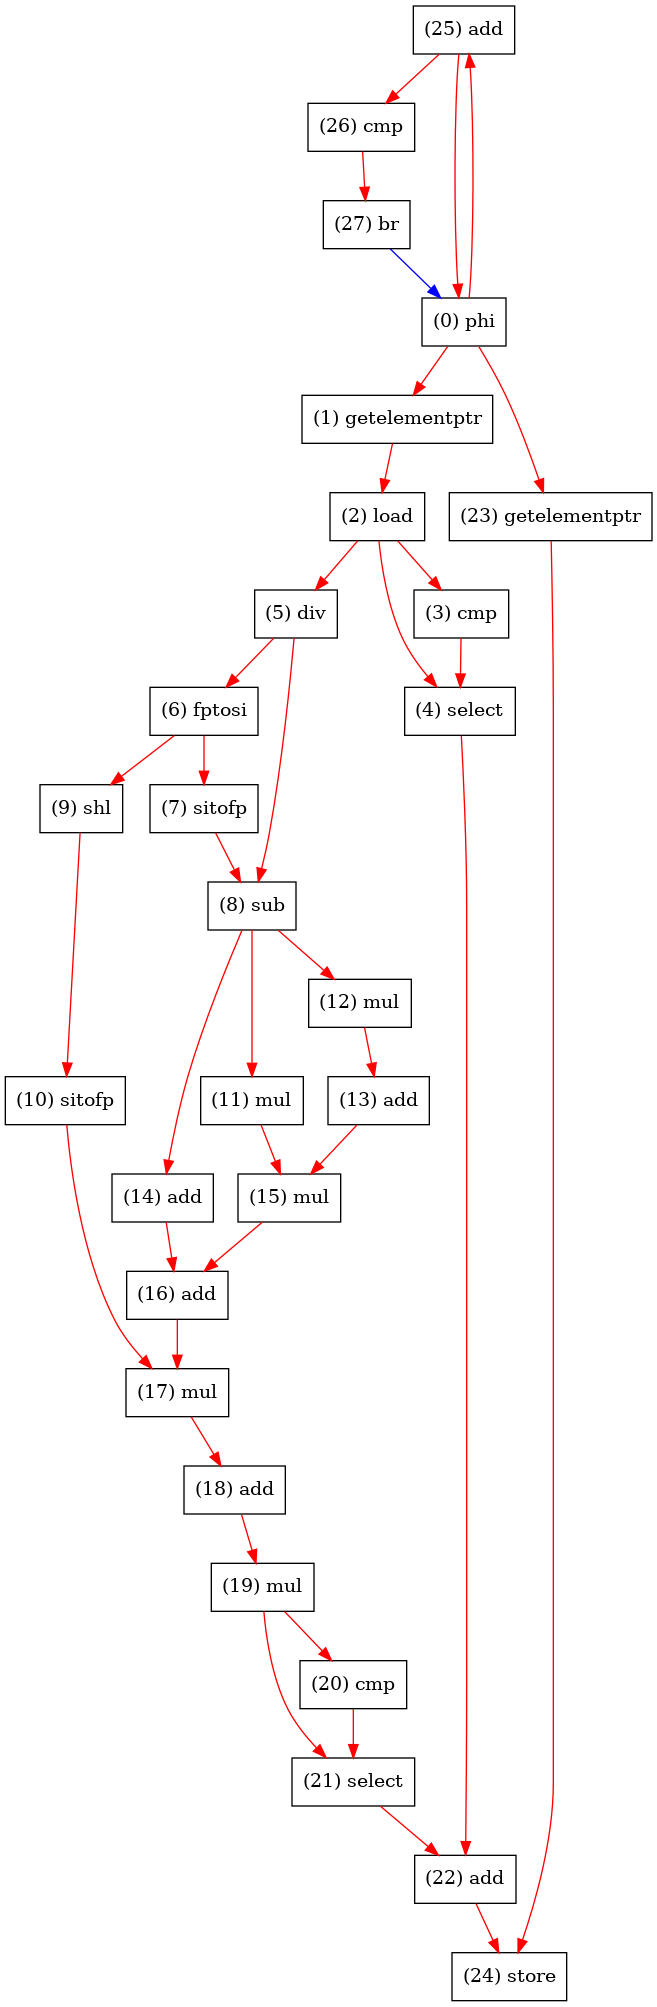 (25) add
(26) cmp
(27) br
(0) phi
(1) getelementptr
(2) load
(23) getelementptr
(5) div
(3) cmp
(6) fptosi
(4) select
(9) shl
(7) sitofp
(8) sub
(12) mul
(10) sitofp
(11) mul
(13) add
(14) add
(15) mul
(16) add
(17) mul
(18) add
(19) mul
(20) cmp
(21) select
(22) add
(24) store